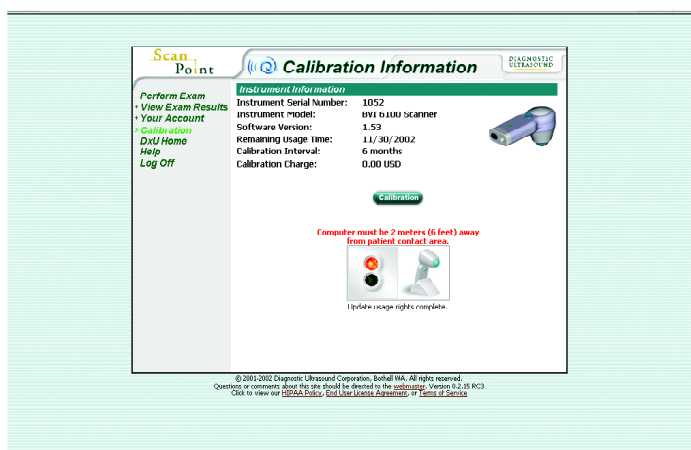 Scan
Point
Calibration Information
DIAGNOSTIC
ULTRASOUND
Perform Exam
View Exam Results
Your Account
Calibration
DxU Home
Help
Log Off
Instrument Information
Instrument Serial Number: 1052
Instrument Model: BVI 6100 Scanner
Software Version: 1.53
Remaining Usage Time: 11/30/2002
Calibration Interval: 6 months
Calibration Charge: 0.00 USD
Calibration
Computer must be 2 meters (6 feet) away
from patient contact area.
Update usage rights complete.
© 2001-2002 Diagnostic Ultrasound Corporation, Bothell WA. All rights reserved.
Questions or comments about this site should be directed to the webmaster. Version 0.2.15 RC3
Click to view our HIPAA Policy, End User License Agreement, or Terms of Service